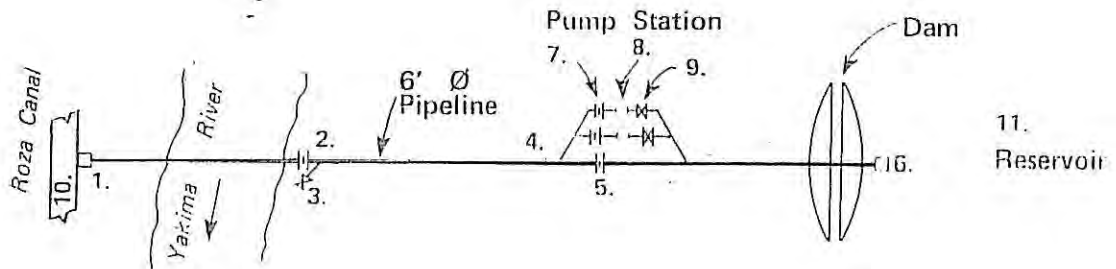 Pump Station
7.
8.
9.
Dam
6' Ø
Pipeline
Roza Canal
10.
1.
River
Yakima
2.
3.
4.
5.
6.
11.
Reservoir